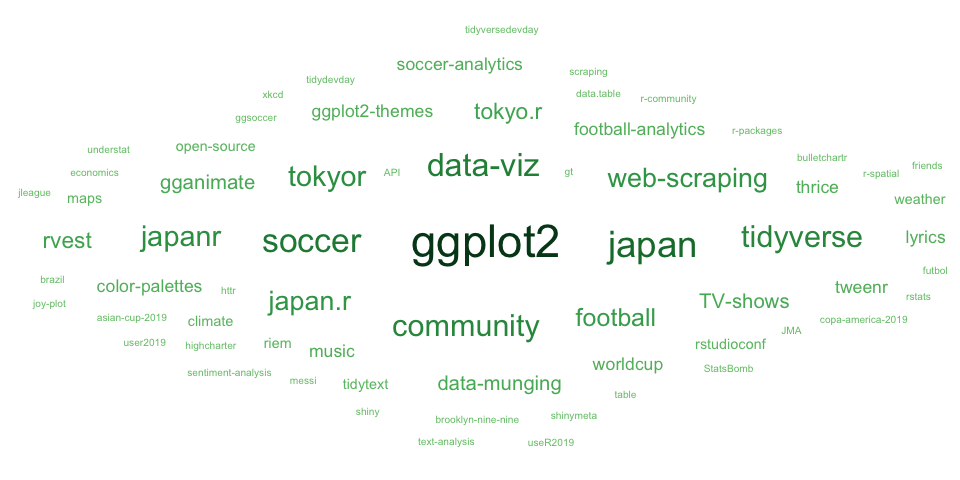 tidyversedevday
soccer-analytics
scraping
tidydevday
xkcd
data.table
r-community
ggplot2-themes
tokyo.r
ggsoccer
football-analytics
r-packages
understat
open-source
data-viz
bulletchartr
economics
API
gt
friends
r-spatial
jleague
maps
gganimate
tokyor
web-scraping
thrice
weather
rvest
japanr
soccer
ggplot2
japan
tidyverse
lyrics
futbol
brazil
color-palettes
httr
tweenr
rstats
joy-plot
japan.r
TV-shows
asian-cup-2019
climate
community
football
copa-america-2019
JMA
user2019
highcharter
riem
music
rstudioconf
worldcup
StatsBomb
sentiment-analysis
messi
tidytext
data-munging
table
shiny
brooklyn-nine-nine
shinymeta
text-analysis
useR2019